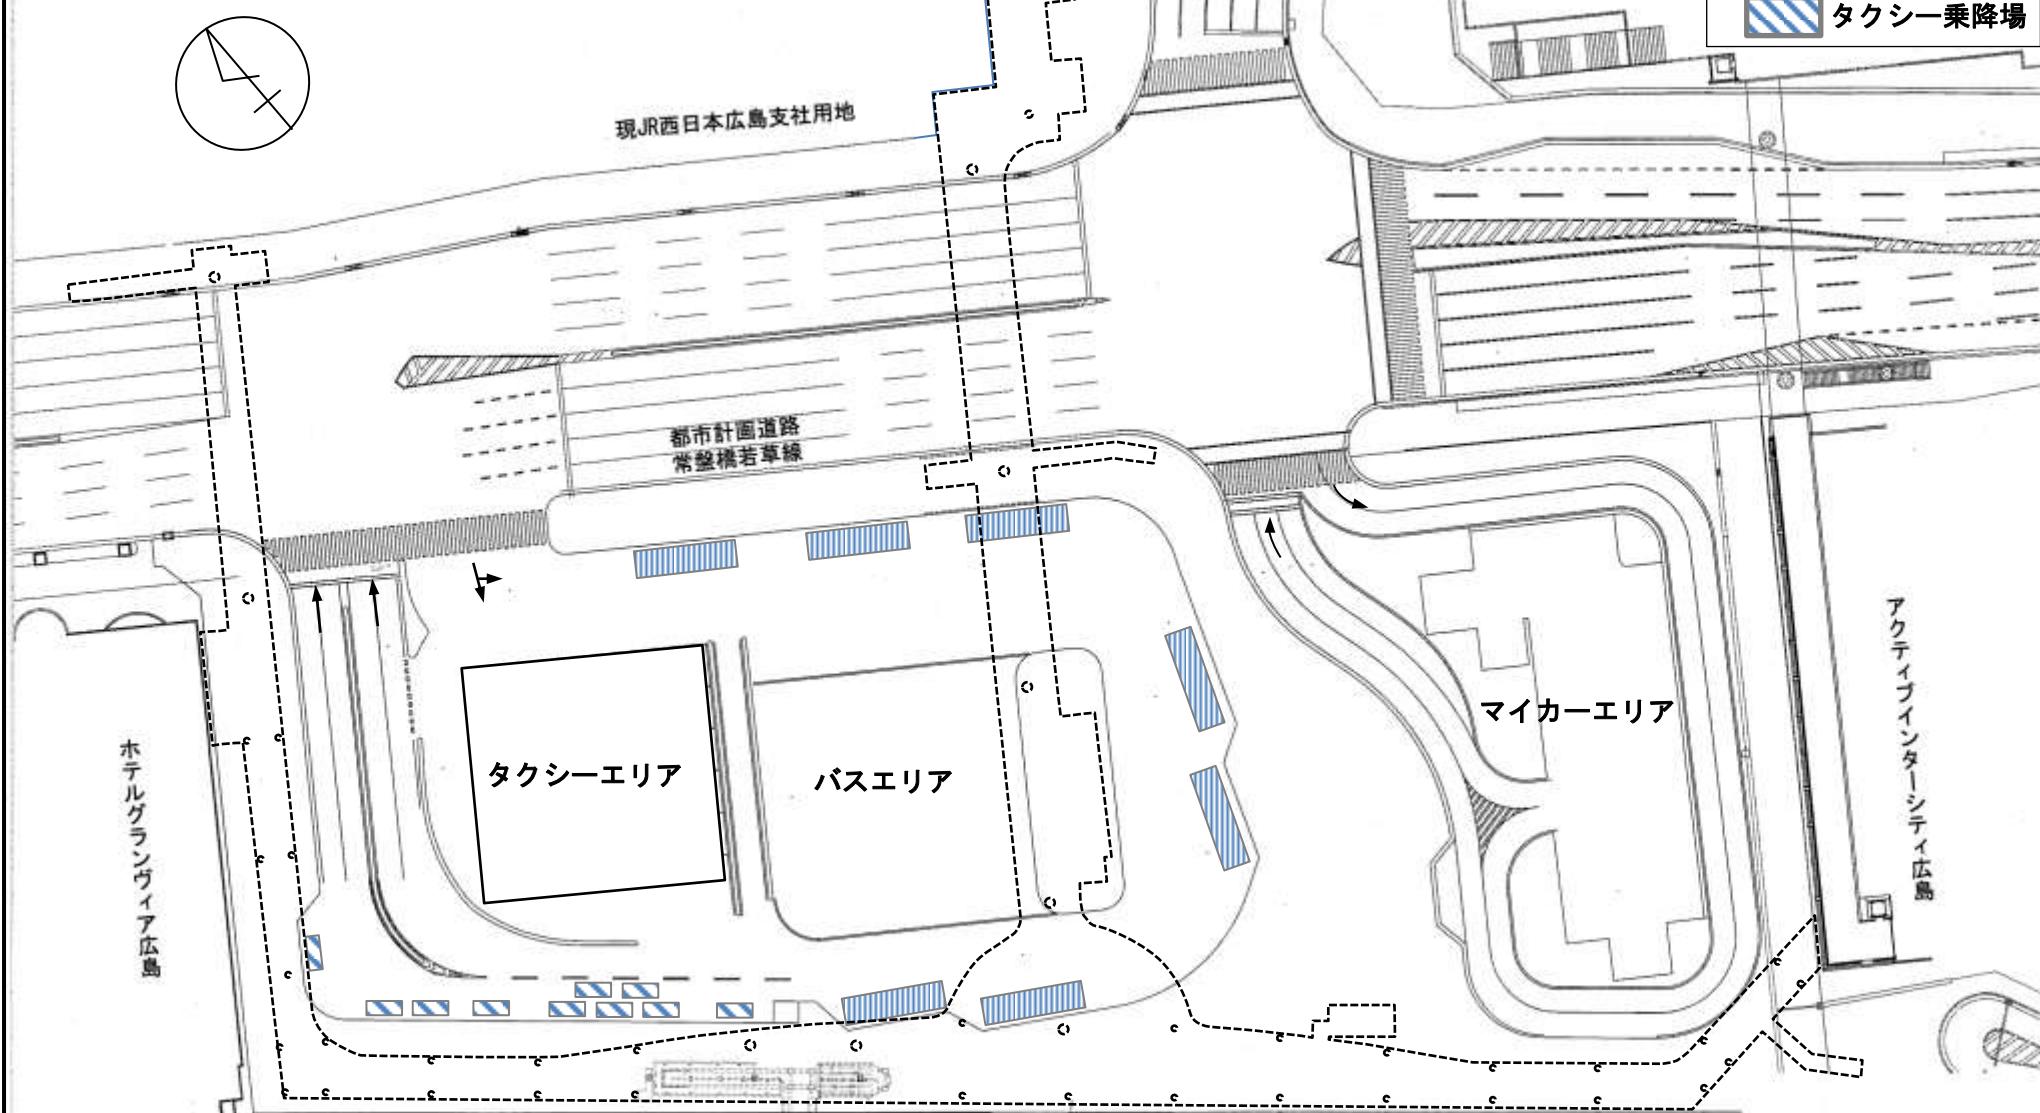 タクシー乗降場
現JR西日本広島支社用地
都市計画道路
常盤橋若草線
タクシーエリア
バスエリア
マイカーエリア
ホテルグランヴィア広島
アクティブインターシティ広島